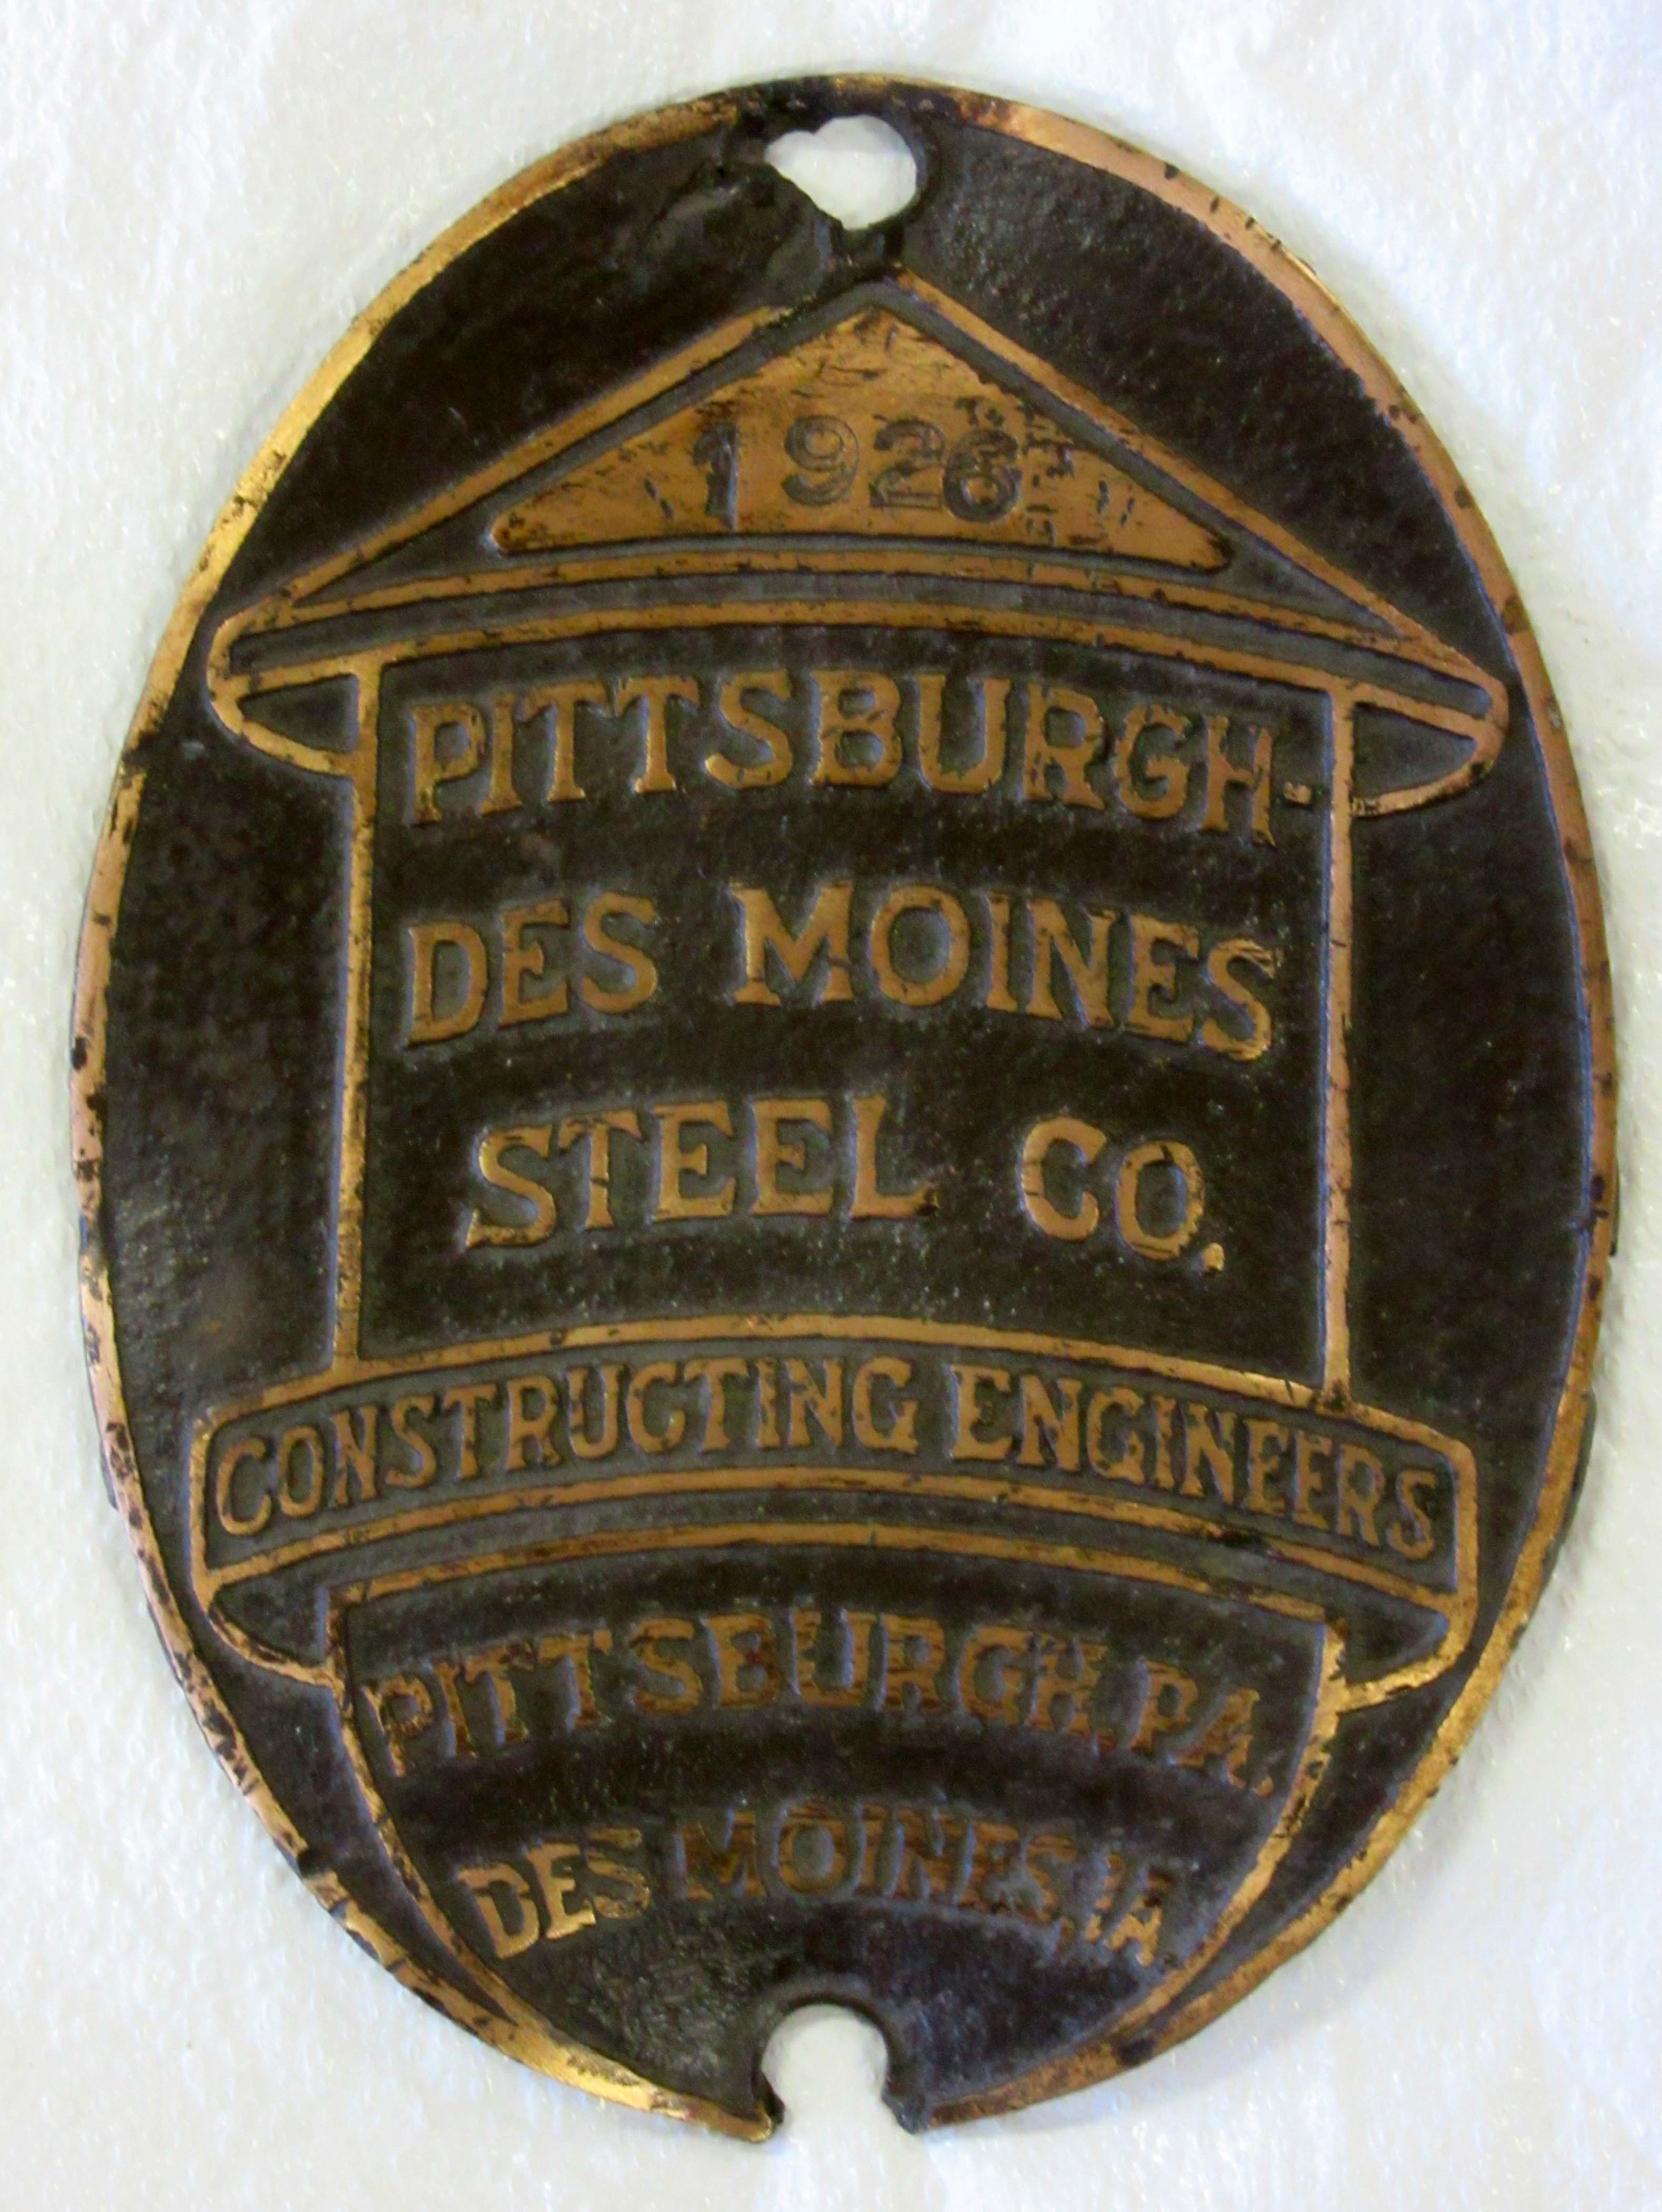 1926
PITTSBURGH-
DES MOINES
STEEL CO.
CONSTRUCTING ENGINEERS
PITTSBURGH, PA.
DES MOINES, IA